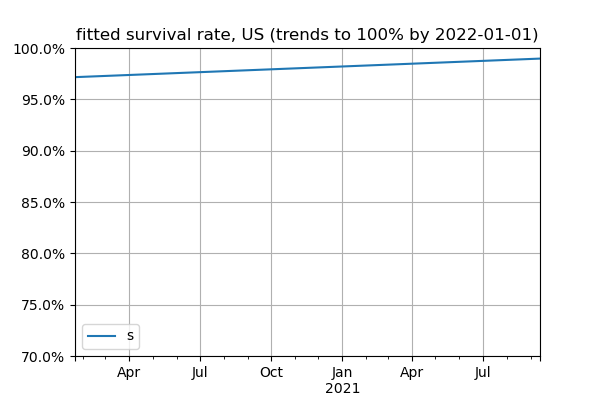 fitted survival rate, US (trends to 100% by 2022-01-01)
100.0%
95.0%
90.0%
85.0%
80.0%
75.0%
70.0%
s
Apr Jul Oct Jan Apr Jul
2021